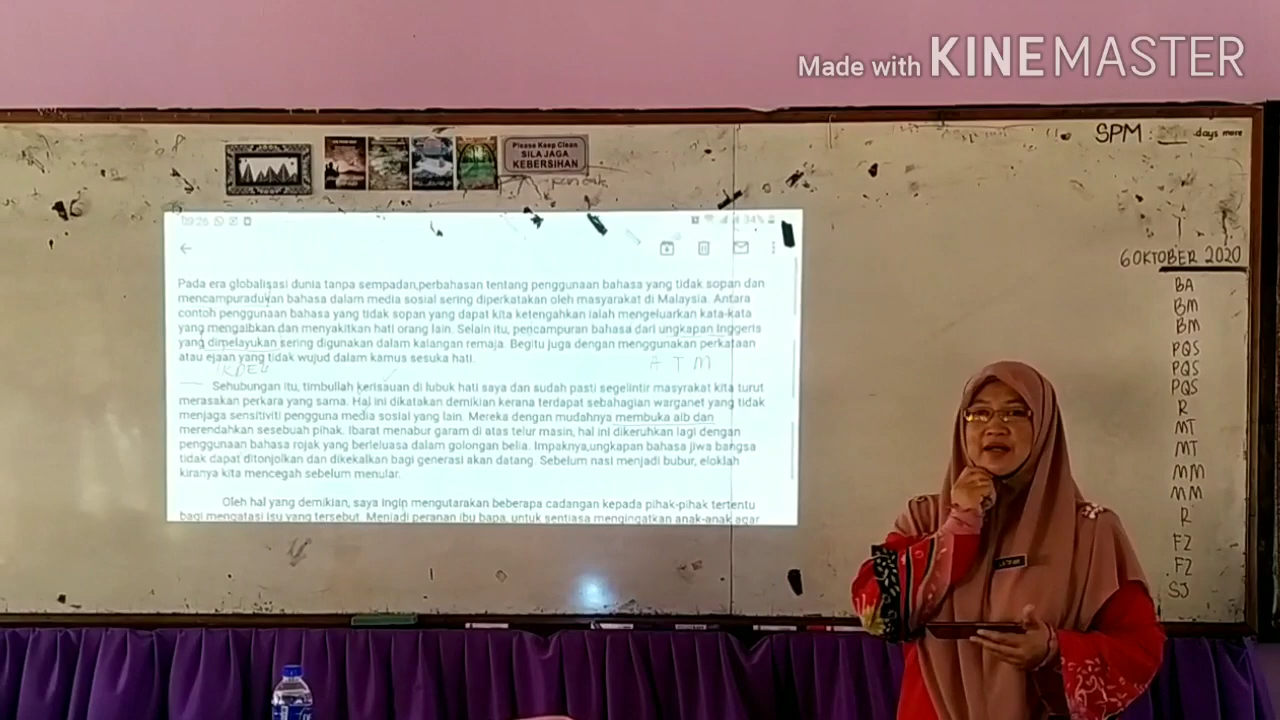 Made with KINEMASTER
SPM : days more
Please Keep Clean
SILA JAGA
KEBERSIHAN
34%
6 OKTOBER 2020
BA
BM
BM
PQS
PQS
PQS
R
MT
MT
MM
MM
R
FZ
FZ
SJ
Pada era globalisasi dunia tanpa sempadan,perbahasan tentang penggunaan bahasa yang tidak sopan dan
mencampuradukan bahasa dalam media sosial sering diperkatakan oleh masyarakat di Malaysia. Antara
contoh penggunaan bahasa yang tidak sopan yang dapat kita ketengahkan ialah mengeluarkan kata-kata
yang mengaibkan dan menyakitkan hati orang lain. Selain itu, pencampuran bahasa dari ungkapan Inggeris
yang dimelayukan sering digunakan dalam kalangan remaja. Begitu juga dengan menggunakan perkataan
atau ejaan yang tidak wujud dalam kamus sesuka hati.
ATM
Sehubungan itu, timbullah kerisauan di lubuk hati saya dan sudah pasti segelintir masyrakat kita turut
merasakan perkara yang sama. Hal ini dikatakan demikian kerana terdapat sebahagian warganet yang tidak
menjaga sensitiviti pengguna media sosial yang lain. Mereka dengan mudahnya membuka aib dan
merendahkan sesebuah pihak. Ibarat menabur garam di atas telur masin, hal ini dikeruhkan lagi dengan
penggunaan bahasa rojak yang berleluasa dalam golongan belia. Impaknya,ungkapan bahasa jiwa bangsa
tidak dapat ditonjolkan dan dikekalkan bagi generasi akan datang. Sebelum nasi menjadi bubur, eloklah
kiranya kita mencegah sebelum menular.
Oleh hal yang demikian, saya ingin mengutarakan beberapa cadangan kepada pihak-pihak tertentu
bagi mengatasi isu yang tersebut. Menjadi peranan ibu bapa, untuk sentiasa mengingatkan anak-anak agar